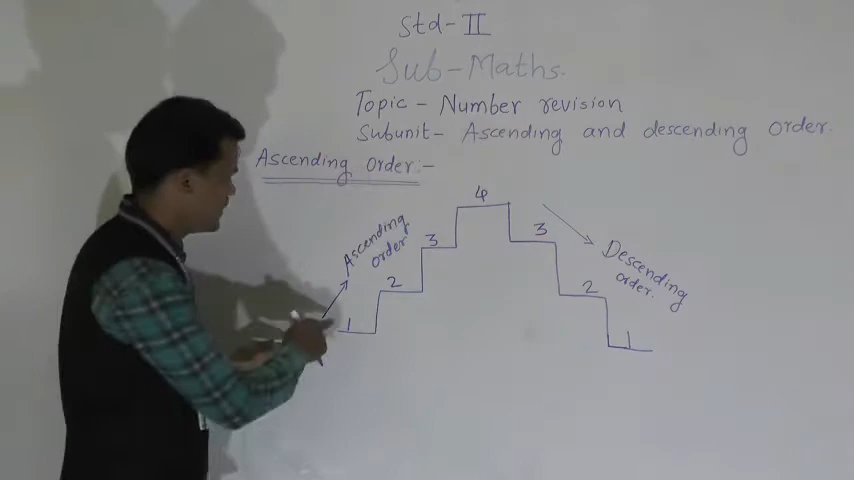 Std-II
Sub-Maths.
Topic - Number revision
Subunit- Ascending and descending order.
Ascending order:-
4
3
3
2
2
1
1
Ascending
order
Descending
order.